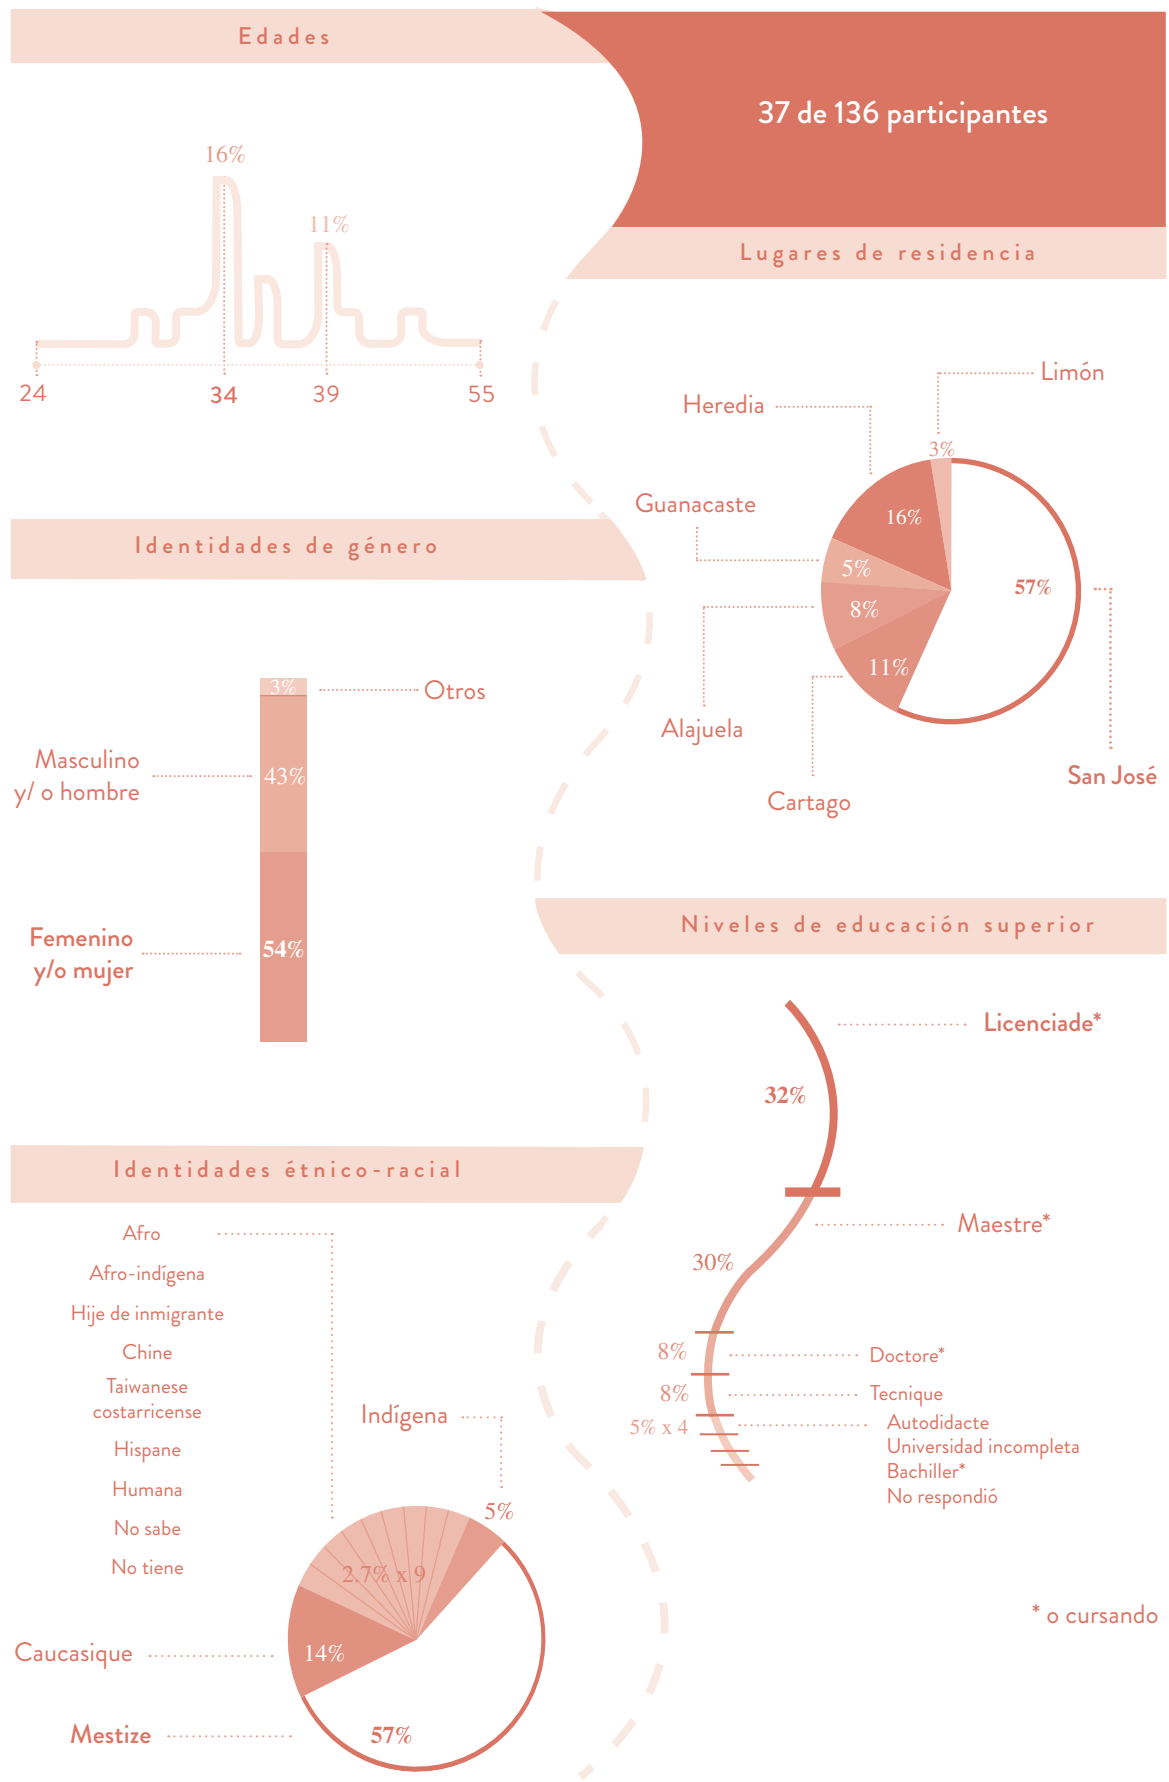 Edades
37 de 136 participantes
16%
11%
24
34
39
55
Lugares de residencia
Limón
Heredia
3%
Guanacaste
16%
5%
57%
8%
11%
Alajuela
San José
Cartago
Identidades de género
3%
Otros
Masculino
y/ o hombre
43%
Femenino
y/o mujer
54%
Niveles de educación superior
Licenciade*
32%
Maestre*
30%
8%
Doctore*
8%
Tecnique
5% x 4
Autodidacte
Universidad incompleta
Bachiller*
No respondió
* o cursando
Identidades étnico-racial
Afro
Afro-indígena
Hije de inmigrante
Chine
Taiwanese
costarricense
Hispane
Humana
No sabe
No tiene
Indígena
5%
2.7% x 9
Caucasique
14%
Mestize
57%